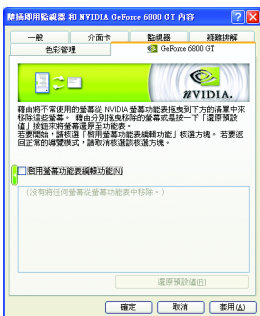 隨插即用監視器 和 NVIDIA GeForce 6800 GT 內容
一般
介面卡
監視器
疑難排解
色彩管理
GeForce 6800 GT
NVIDIA.
藉由將不常使用的螢幕從 NVIDIA 螢幕功能表拖曳到下方的清單中來
移除這些螢幕。 藉由分別拖曳移除的螢幕或是按一下「還原預設
值」按鈕來將螢幕還原至功能表。
若要開始，請核選「啓用螢幕功能表編輯功能」核選方塊。 若要返
回正常的導覽模式，請取消核選該核選方塊。
啓用螢幕功能表編輯功能(N)
（沒有將任何螢幕從螢幕功能表中移除。）
還原預設值(R)
確定
取消
套用(A)